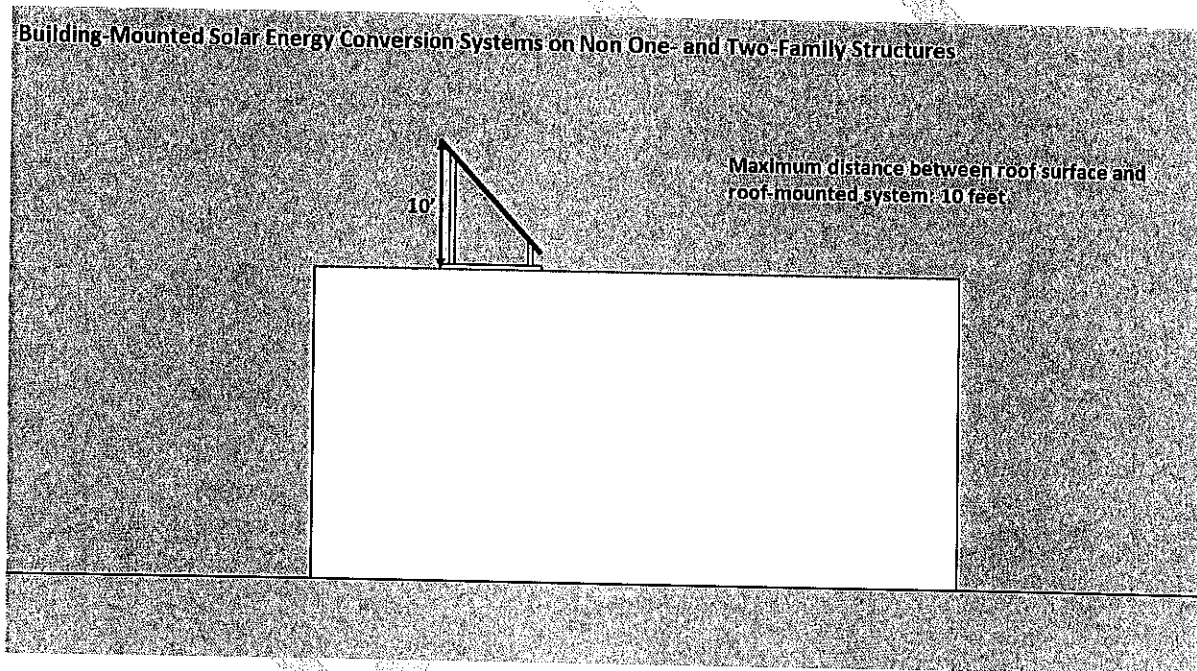 Building-Mounted Solar Energy Conversion Systems on Non One- and Two-Family Structures
Maximum distance between roof surface and
roof-mounted system: 10 feet.
10'